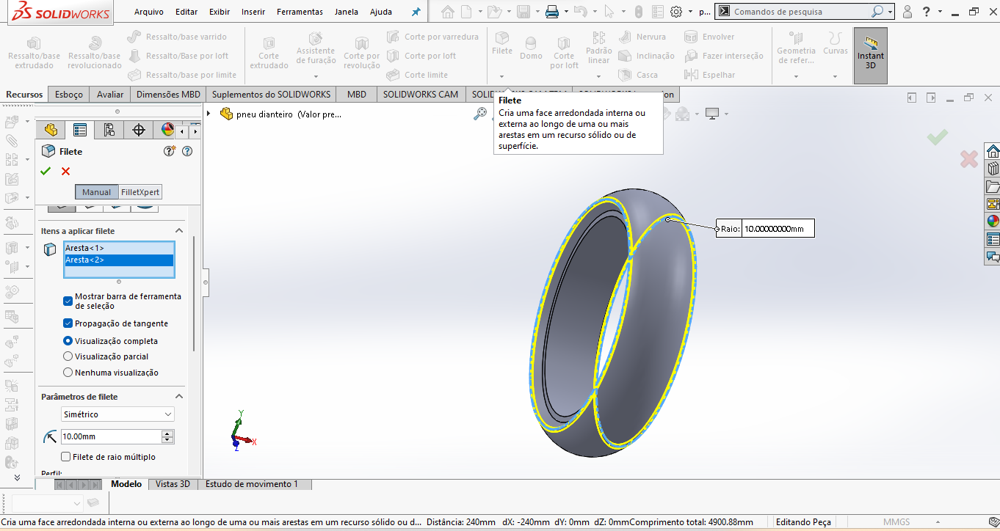 SOLIDWORKS
Arquivo Editar Exibir Inserir Ferramentas Janela Ajuda
p...
Comandos de pesquisa
Ressalto/base extrudado
Ressalto/base revolucionado
Ressalto/base varrido
Ressalto/Base por loft
Ressalto/base por limite
Corte extrudado
Assistente de furação
Corte por revolução
Corte por varredura
Corte por loft
Corte limite
Filete
Domo
Corte por loft
Padrão linear
Nervura
Inclinação
Casca
Envolver
Fazer interseção
Espelhar
Geometria de refer...
Curvas
Instant 3D
Recursos Esboço Avaliar Dimensões MBD Suplementos do SOLIDWORKS MBD SOLIDWORKS CAM
Filete
Cria uma face arredondada interna ou
externa ao longo de uma ou mais
arestas em um recurso sólido ou de
superfície.
pneu dianteiro (Valor pre...
Filete
Manual FilletXpert
Itens a aplicar filete
Aresta<1>
Aresta<2>
Mostrar barra de ferramenta
de seleção
Propagação de tangente
Visualização completa
Visualização parcial
Nenhuma visualização
Parâmetros de filete
Simétrico
10.00mm
Filete de raio múltiplo
Perfil:
Raio: 10.00000000mm
Y
X
Z
Modelo Vistas 3D Estudo de movimento 1
Cria uma face arredondada interna ou externa ao longo de uma ou mais arestas em um recurso sólido ou d... Distância: 240mm dX: -240mm dY: 0mm dZ: 0mmComprimento total: 4900.88mm Editando Peça MMGS